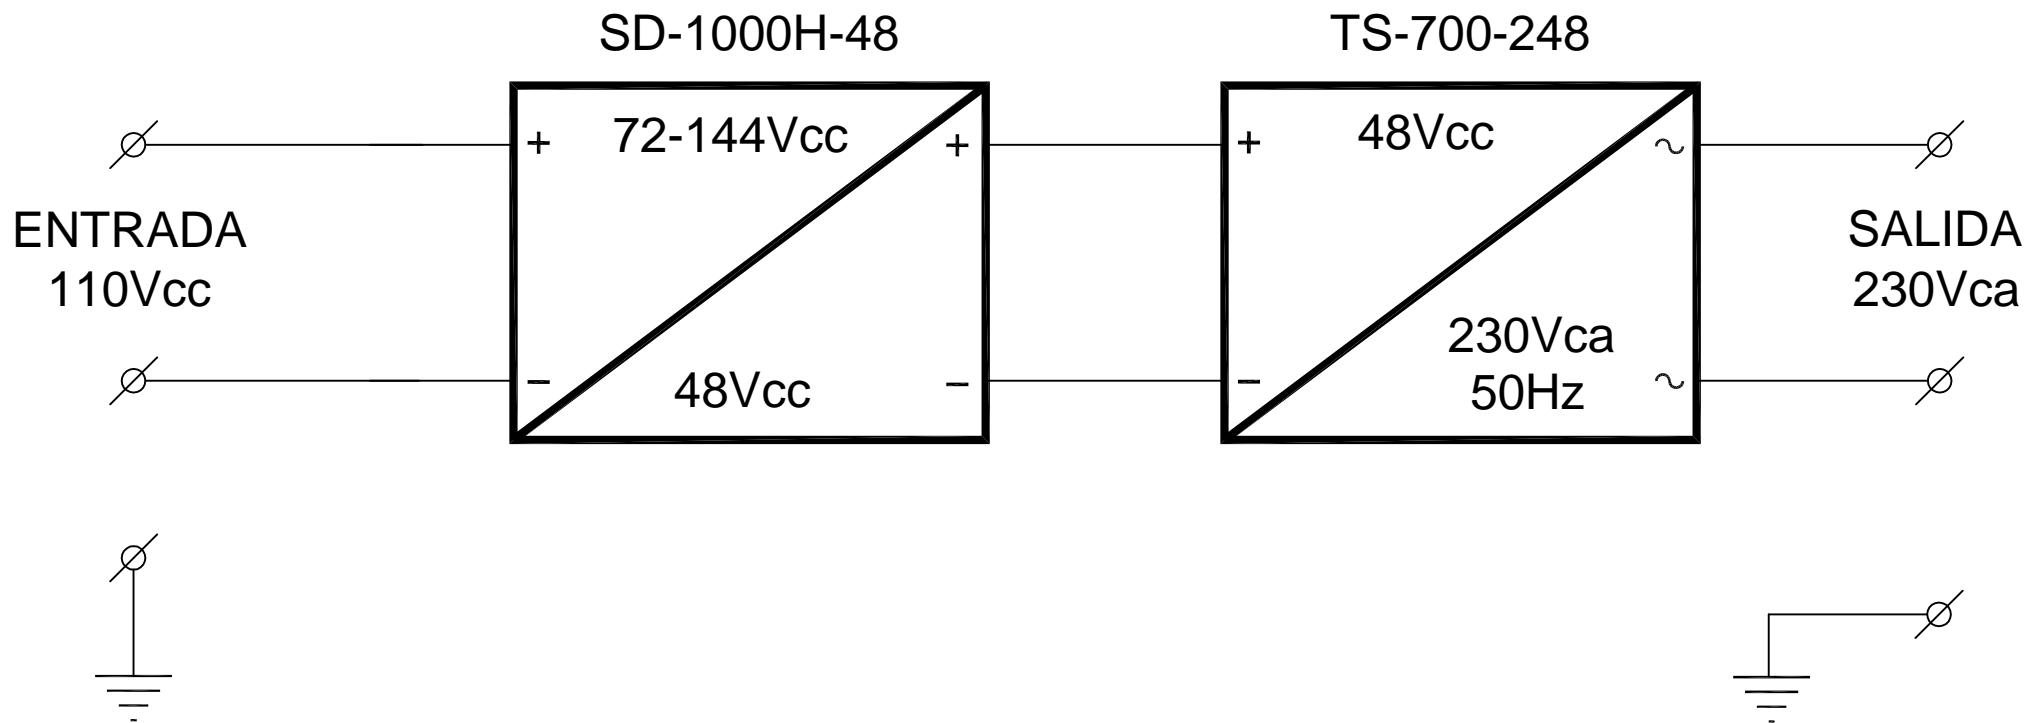 SD-1000H-48
TS-700-248
+ 72-144Vcc +
+ 48Vcc ~
ENTRADA
110Vcc
SALIDA
230Vca
− 48Vcc −
− 230Vca
50Hz ~